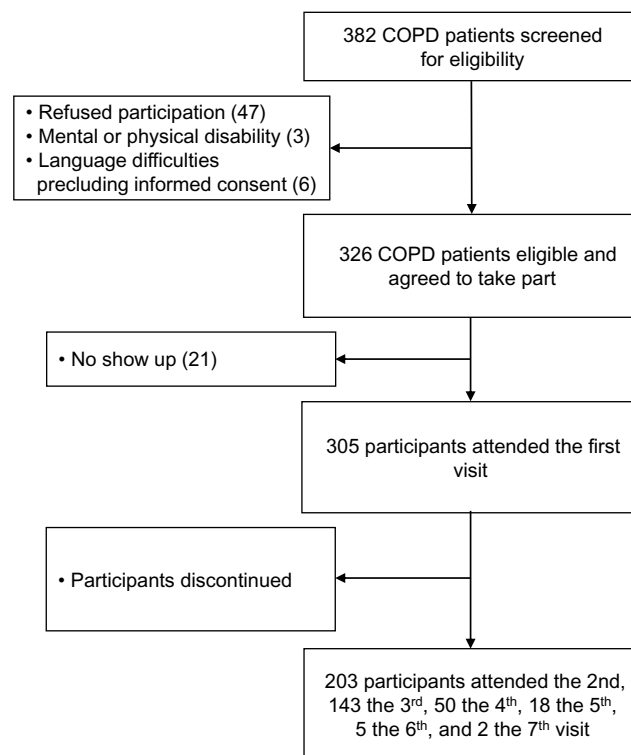 382 COPD patients screened
for eligibility
• Refused participation (47)
• Mental or physical disability (3)
• Language difficulties
precluding informed consent (6)
326 COPD patients eligible and
agreed to take part
• No show up (21)
305 participants attended the first
visit
• Participants discontinued
203 participants attended the 2nd,
143 the 3rd, 50 the 4th, 18 the 5th,
5 the 6th, and 2 the 7th visit